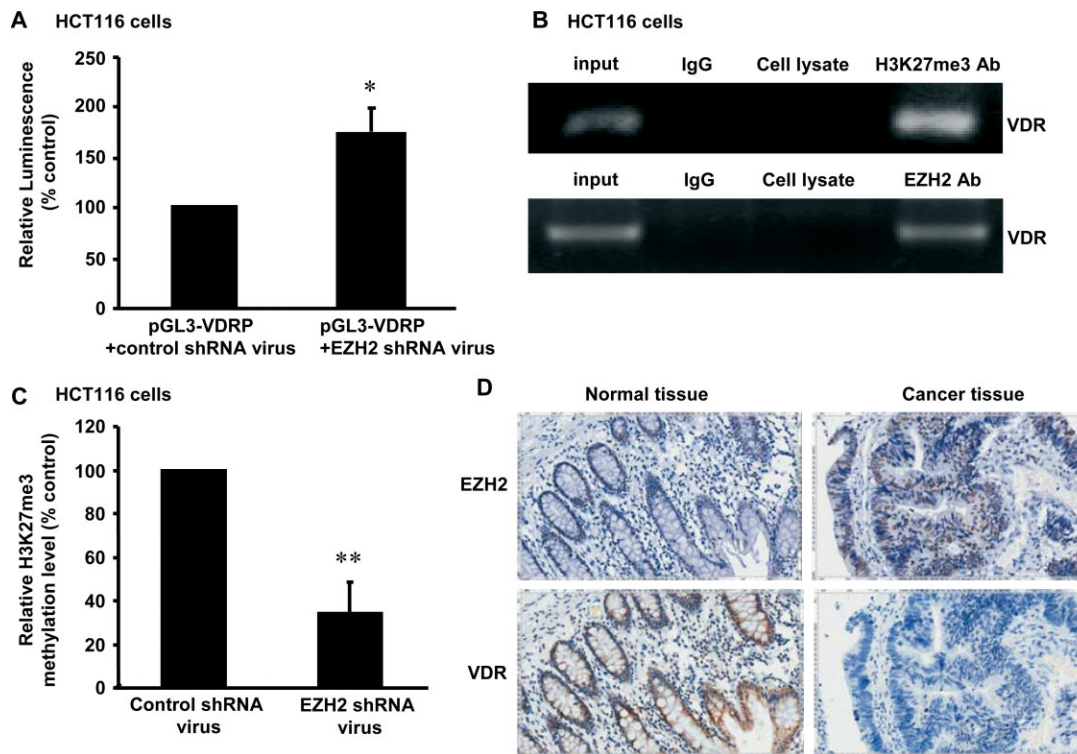 A HCT116 cells
Relative Luminescence
(% control)
250
200
150
100
50
0
*
pGL3-VDRP
+control shRNA virus
pGL3-VDRP
+EZH2 shRNA virus
B HCT116 cells
input IgG Cell lysate H3K27me3 Ab
VDR
input IgG Cell lysate EZH2 Ab
VDR
C HCT116 cells
Relative H3K27me3
methylation level (% control)
120
100
80
60
40
20
0
**
Control shRNA
virus
EZH2 shRNA
virus
D
Normal tissue Cancer tissue
EZH2
VDR